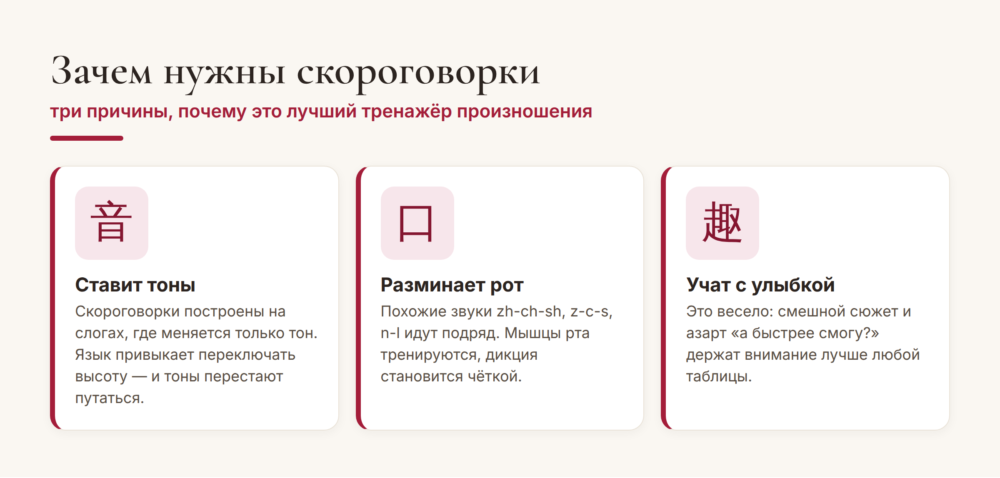 Зачем нужны скороговорки
три причины, почему это лучший тренажёр произношения
音
Ставит тоны
Скороговорки построены на
слогах, где меняется только тон.
Язык привыкает переключать
высоту — и тоны перестают
путаться.
口
Разминает рот
Похожие звуки zh-ch-sh, z-c-s,
n-l идут подряд. Мышцы рта
тренируются, дикция
становится чёткой.
趣
Учат с улыбкой
Это весело: смешной сюжет и
азарт «а быстрее смогу?»
держат внимание лучше любой
таблицы.